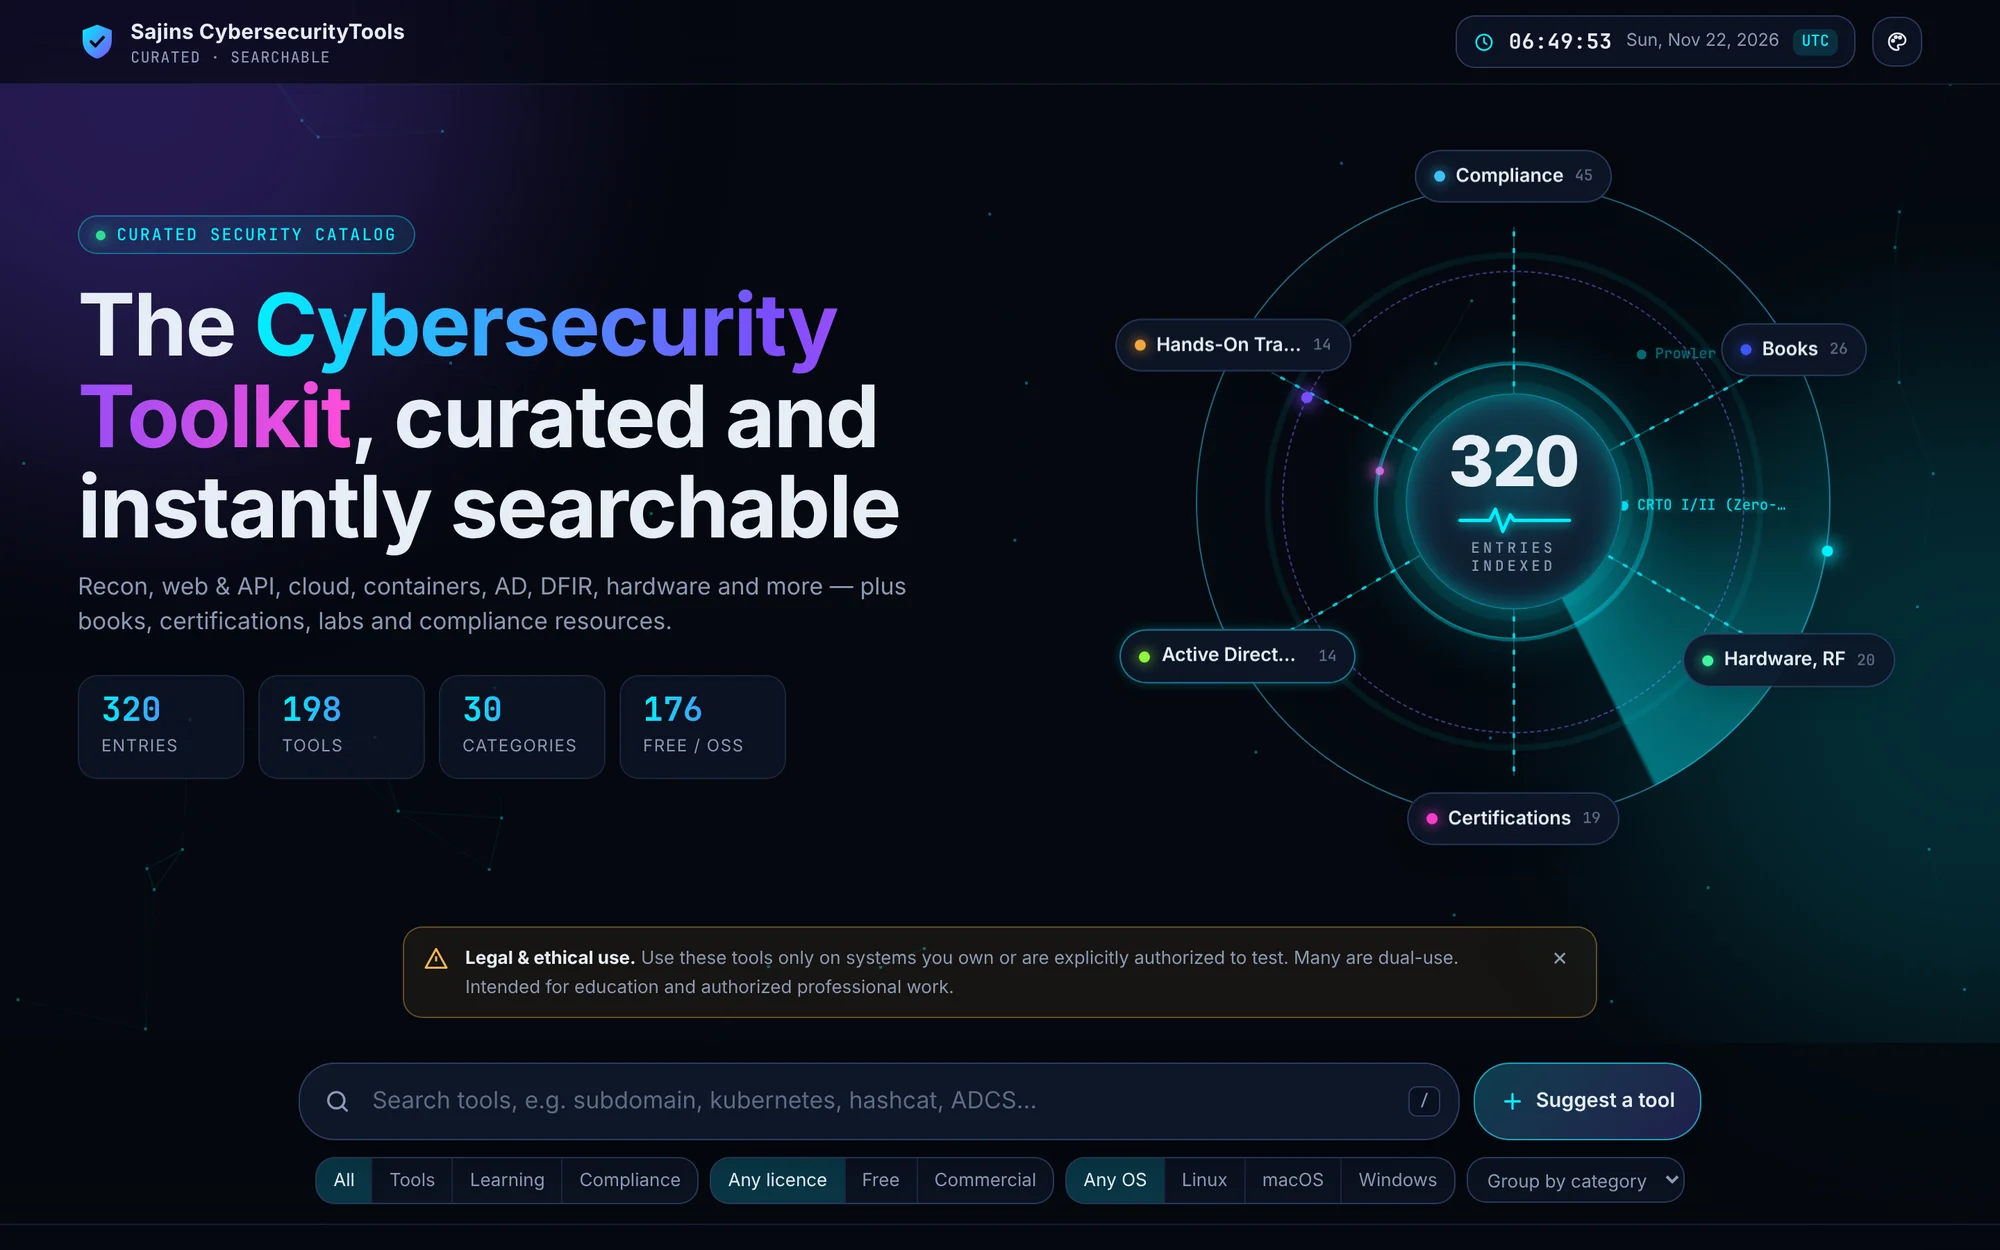 Sajins CybersecurityTools
CURATED · SEARCHABLE
06:49:53 Sun, Nov 22, 2026 UTC
CURATED SECURITY CATALOG
The Cybersecurity
Toolkit, curated and
instantly searchable
Recon, web & API, cloud, containers, AD, DFIR, hardware and more — plus
books, certifications, labs and compliance resources.
320
ENTRIES
198
TOOLS
30
CATEGORIES
176
FREE / OSS
Compliance 45
Hands-On Tra... 14
Prowler
Books 26
320
ENTRIES
INDEXED
CRTO I/II (Zero-…
Active Direct... 14
Hardware, RF 20
Certifications 19
Legal & ethical use. Use these tools only on systems you own or are explicitly authorized to test. Many are dual-use.
Intended for education and authorized professional work.
Search tools, e.g. subdomain, kubernetes, hashcat, ADCS...
/
Suggest a tool
All Tools Learning Compliance Any licence Free Commercial Any OS Linux macOS Windows Group by category